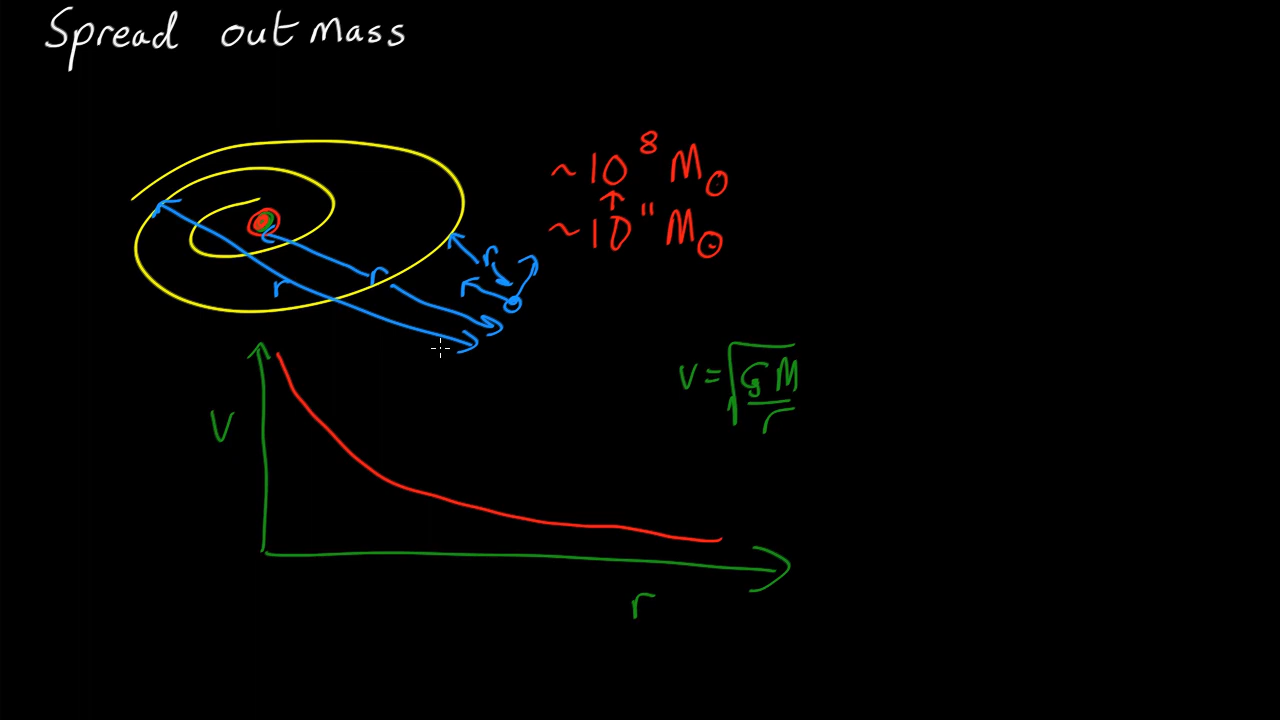 Spread out mass
~10⁸ M☉
↑
~10¹¹ M☉
r
r
r
v = √(GM/r)
V
r